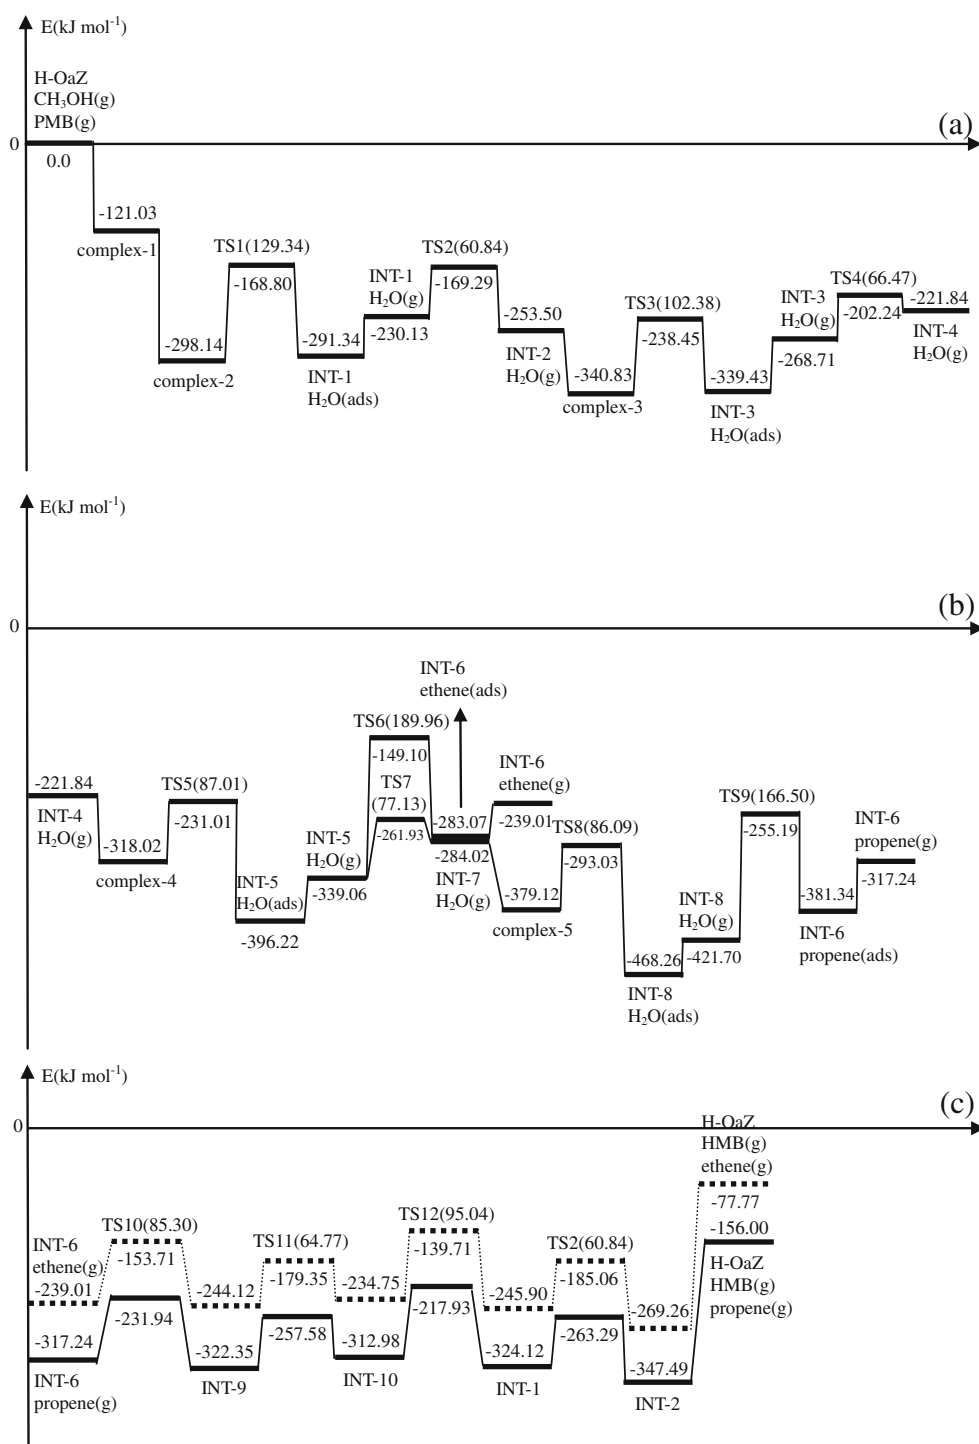 E(kJ mol⁻¹)
H-OaZ
CH₃OH(g)
PMB(g)
(a)
0
0.0
-121.03
complex-1
-298.14
complex-2
TS1(129.34)
-168.80
-291.34
INT-1
H₂O(ads)
INT-1
H₂O(g)
-230.13
TS2(60.84)
-169.29
-253.50
INT-2
H₂O(g)
-340.83
complex-3
TS3(102.38)
-238.45
-339.43
INT-3
H₂O(ads)
INT-3
H₂O(g)
-268.71
TS4(66.47)
-202.24
-221.84
INT-4
H₂O(g)
E(kJ mol⁻¹)
(b)
0
-221.84
INT-4
H₂O(g)
-318.02
complex-4
TS5(87.01)
-231.01
INT-5
H₂O(ads)
-396.22
INT-5
H₂O(g)
-339.06
TS6(189.96)
-149.10
TS7
(77.13)
-261.93
INT-6
ethene(ads)
-283.07
-284.02
INT-7
H₂O(g)
INT-6
ethene(g)
-239.01
-379.12
complex-5
TS8(86.09)
-293.03
-468.26
INT-8
H₂O(ads)
INT-8
H₂O(g)
-421.70
TS9(166.50)
-255.19
-381.34
INT-6
propene(ads)
INT-6
propene(g)
-317.24
E(kJ mol⁻¹)
(c)
0
INT-6
ethene(g)
-239.01
TS10(85.30)
-153.71
-244.12
TS11(64.77)
-179.35
-234.75
TS12(95.04)
-139.71
-245.90
TS2(60.84)
-185.06
-269.26
H-OaZ
HMB(g)
ethene(g)
-77.77
-317.24
INT-6
propene(g)
-231.94
-322.35
INT-9
-257.58
-312.98
INT-10
-217.93
-324.12
INT-1
-263.29
-347.49
INT-2
-156.00
H-OaZ
HMB(g)
propene(g)